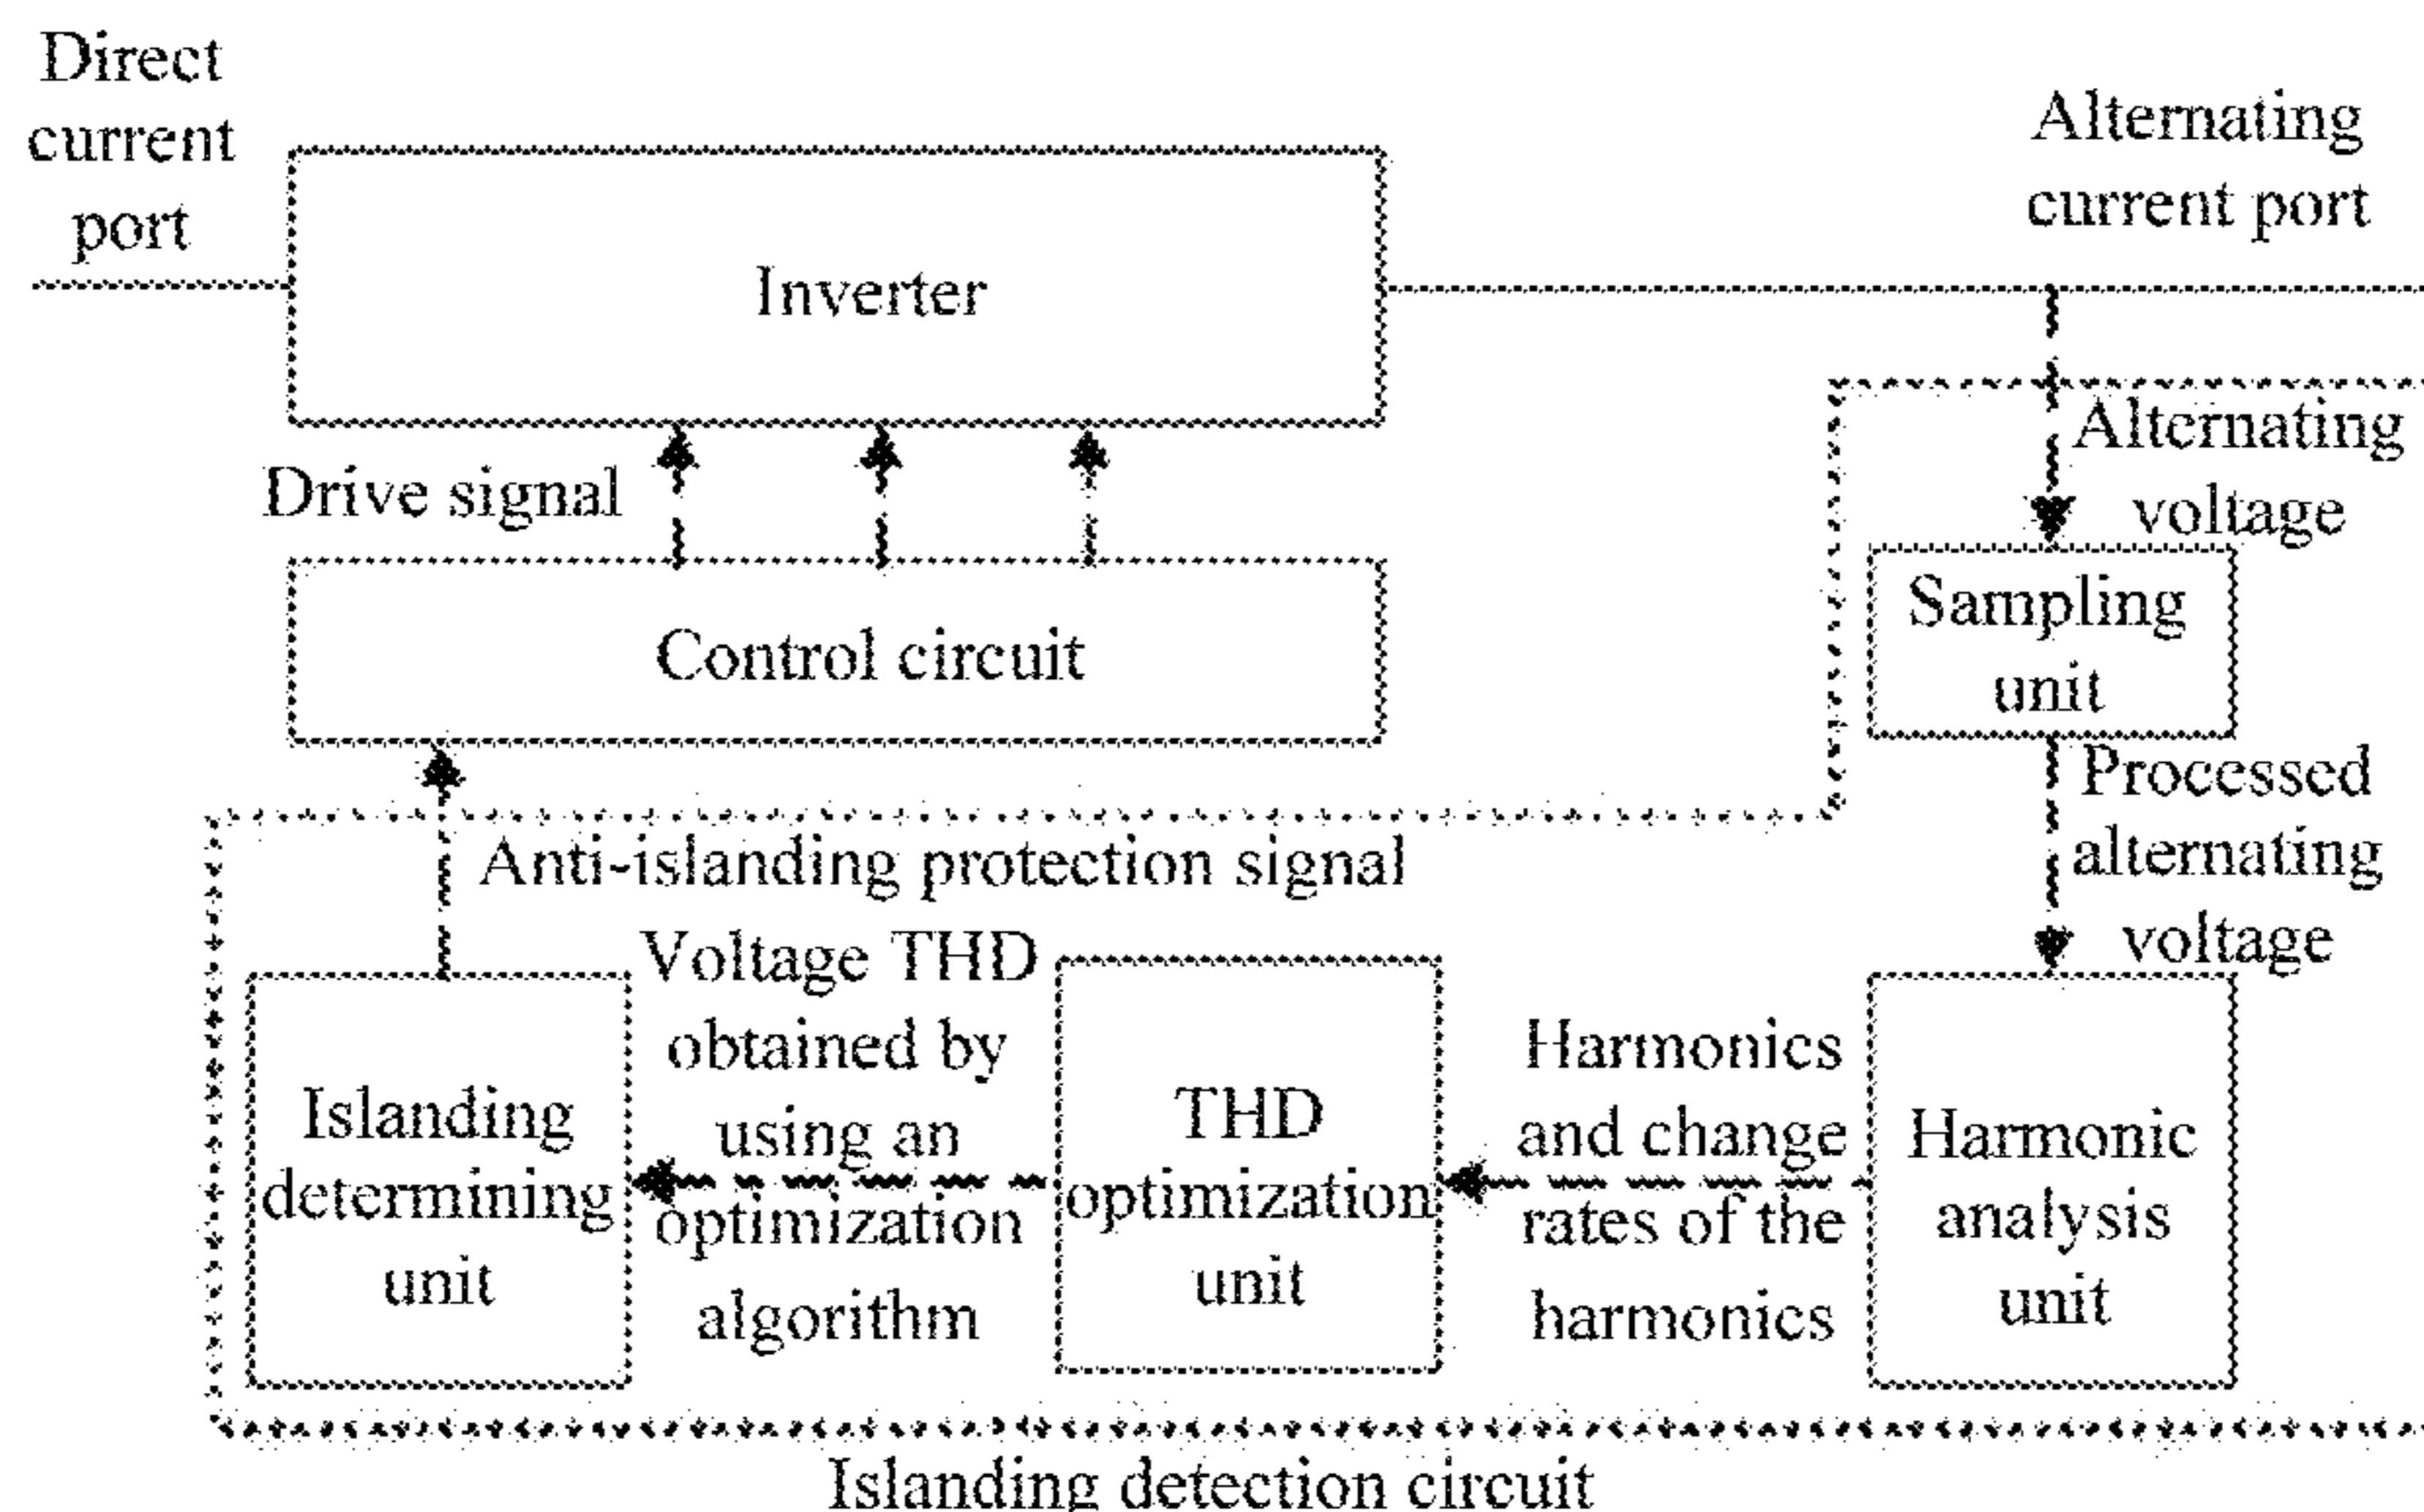 Direct
current
port
Alternating
current port
Inverter
Drive signal
Alternating
voltage
Control circuit
Sampling
unit
Processed
alternating
voltage
Anti-islanding protection signal
Islanding
determining
unit
Voltage THD
obtained by
using an
optimization
algorithm
THD
optimization
unit
Harmonics
and change
rates of the
harmonics
Harmonic
analysis
unit
Islanding detection circuit